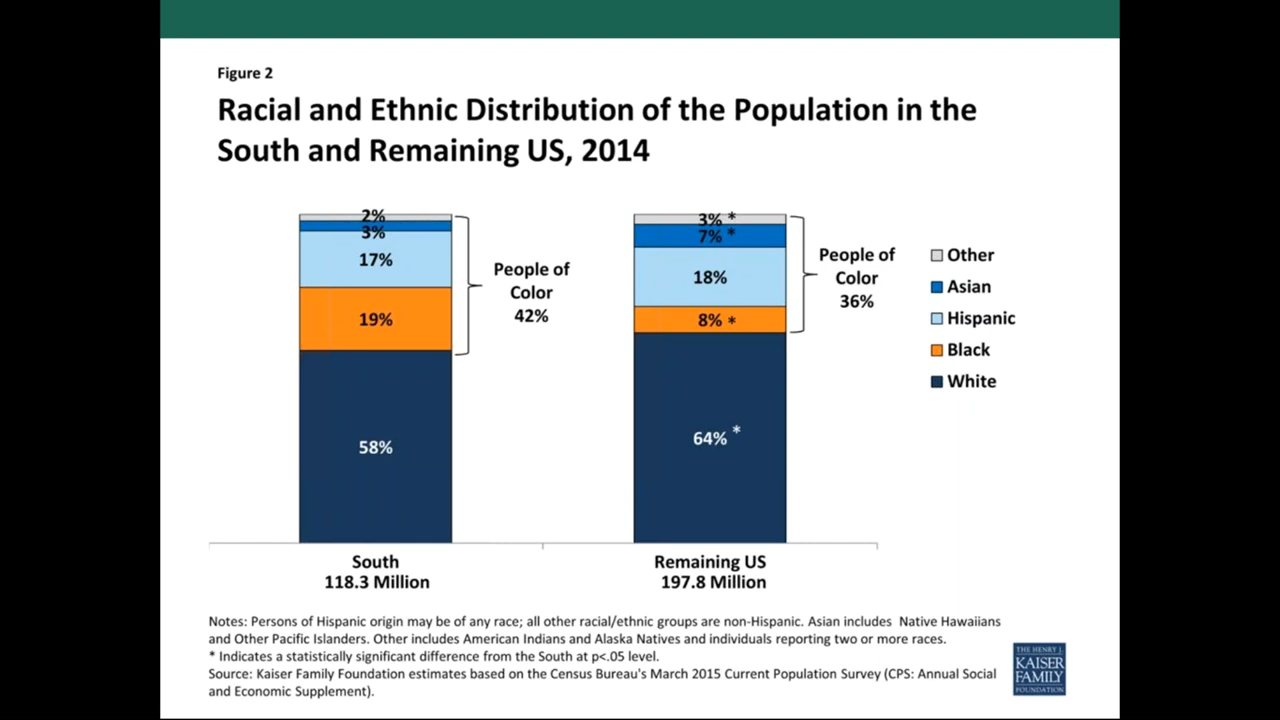 Figure 2
Racial and Ethnic Distribution of the Population in the
South and Remaining US, 2014
2%
3%
17%
19%
58%
People of
Color
42%
3% *
7% *
18%
8% *
64% *
People of
Color
36%
Other
Asian
Hispanic
Black
White
South
118.3 Million
Remaining US
197.8 Million
Notes: Persons of Hispanic origin may be of any race; all other racial/ethnic groups are non-Hispanic. Asian includes Native Hawaiians
and Other Pacific Islanders. Other includes American Indians and Alaska Natives and individuals reporting two or more races.
* Indicates a statistically significant difference from the South at p<.05 level.
Source: Kaiser Family Foundation estimates based on the Census Bureau's March 2015 Current Population Survey (CPS: Annual Social
and Economic Supplement).
THE HENRY J.
KAISER
FAMILY
FOUNDATION